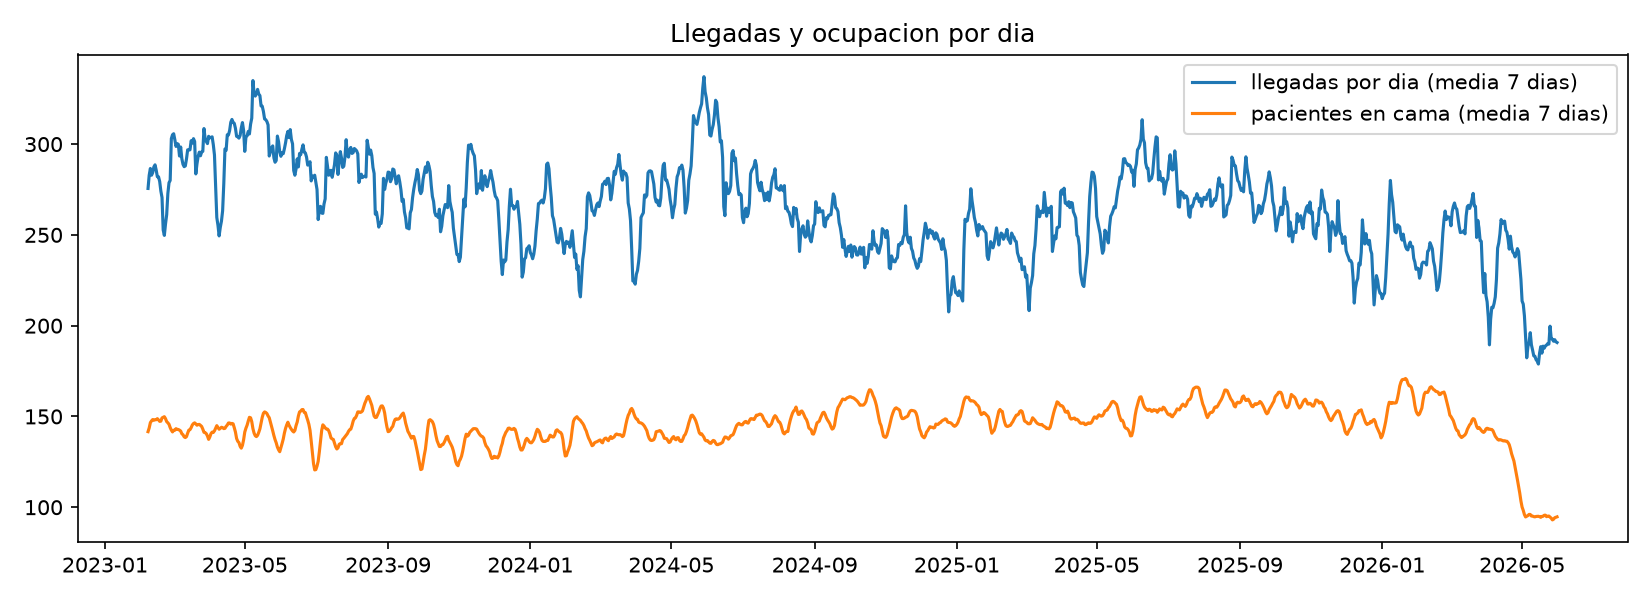 Llegadas y ocupacion por dia
llegadas por dia (media 7 dias)
pacientes en cama (media 7 dias)
300
250
200
150
100
2023-01 2023-05 2023-09 2024-01 2024-05 2024-09 2025-01 2025-05 2025-09 2026-01 2026-05